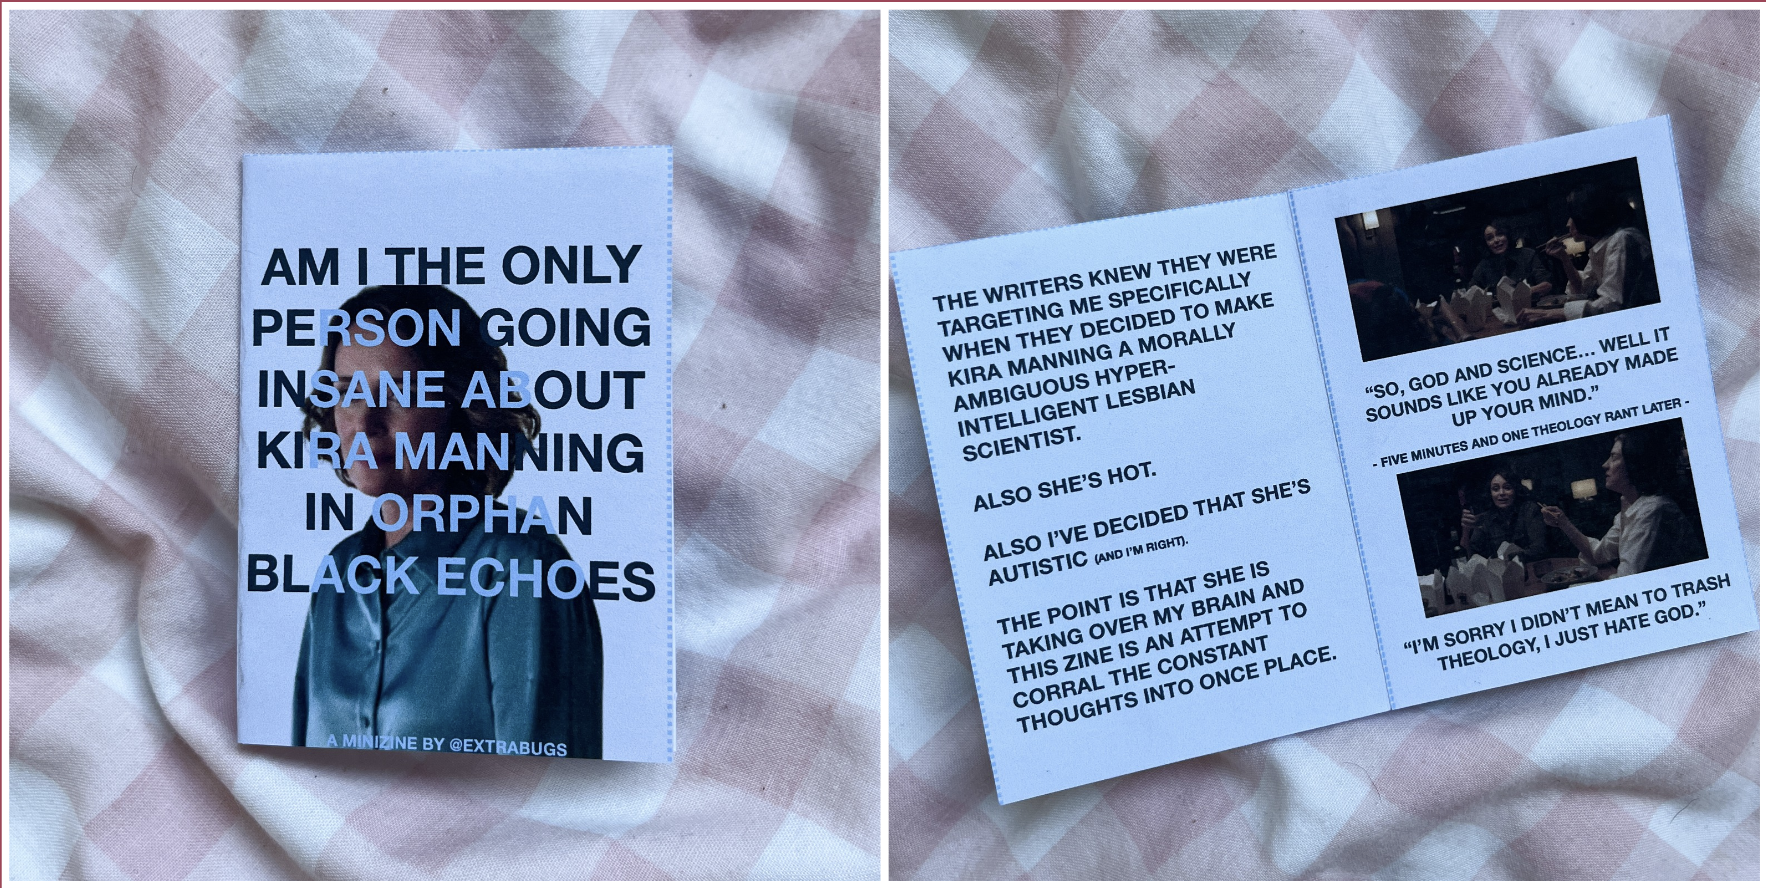 AM I THE ONLY
PERSON GOING
INSANE ABOUT
KIRA MANNING
IN ORPHAN
BLACK ECHOES
A MINIZINE BY @EXTRABUGS
THE WRITERS KNEW THEY WERE
TARGETING ME SPECIFICALLY
WHEN THEY DECIDED TO MAKE
KIRA MANNING A MORALLY
AMBIGUOUS HYPER-
INTELLIGENT LESBIAN
SCIENTIST.
ALSO SHE'S HOT.
ALSO I'VE DECIDED THAT SHE'S
AUTISTIC (AND I'M RIGHT).
THE POINT IS THAT SHE IS
TAKING OVER MY BRAIN AND
THIS ZINE IS AN ATTEMPT TO
CORRAL THE CONSTANT
THOUGHTS INTO ONCE PLACE.
“SO, GOD AND SCIENCE... WELL IT
SOUNDS LIKE YOU ALREADY MADE
UP YOUR MIND.”
- FIVE MINUTES AND ONE THEOLOGY RANT LATER -
“I'M SORRY I DIDN'T MEAN TO TRASH
THEOLOGY, I JUST HATE GOD.”